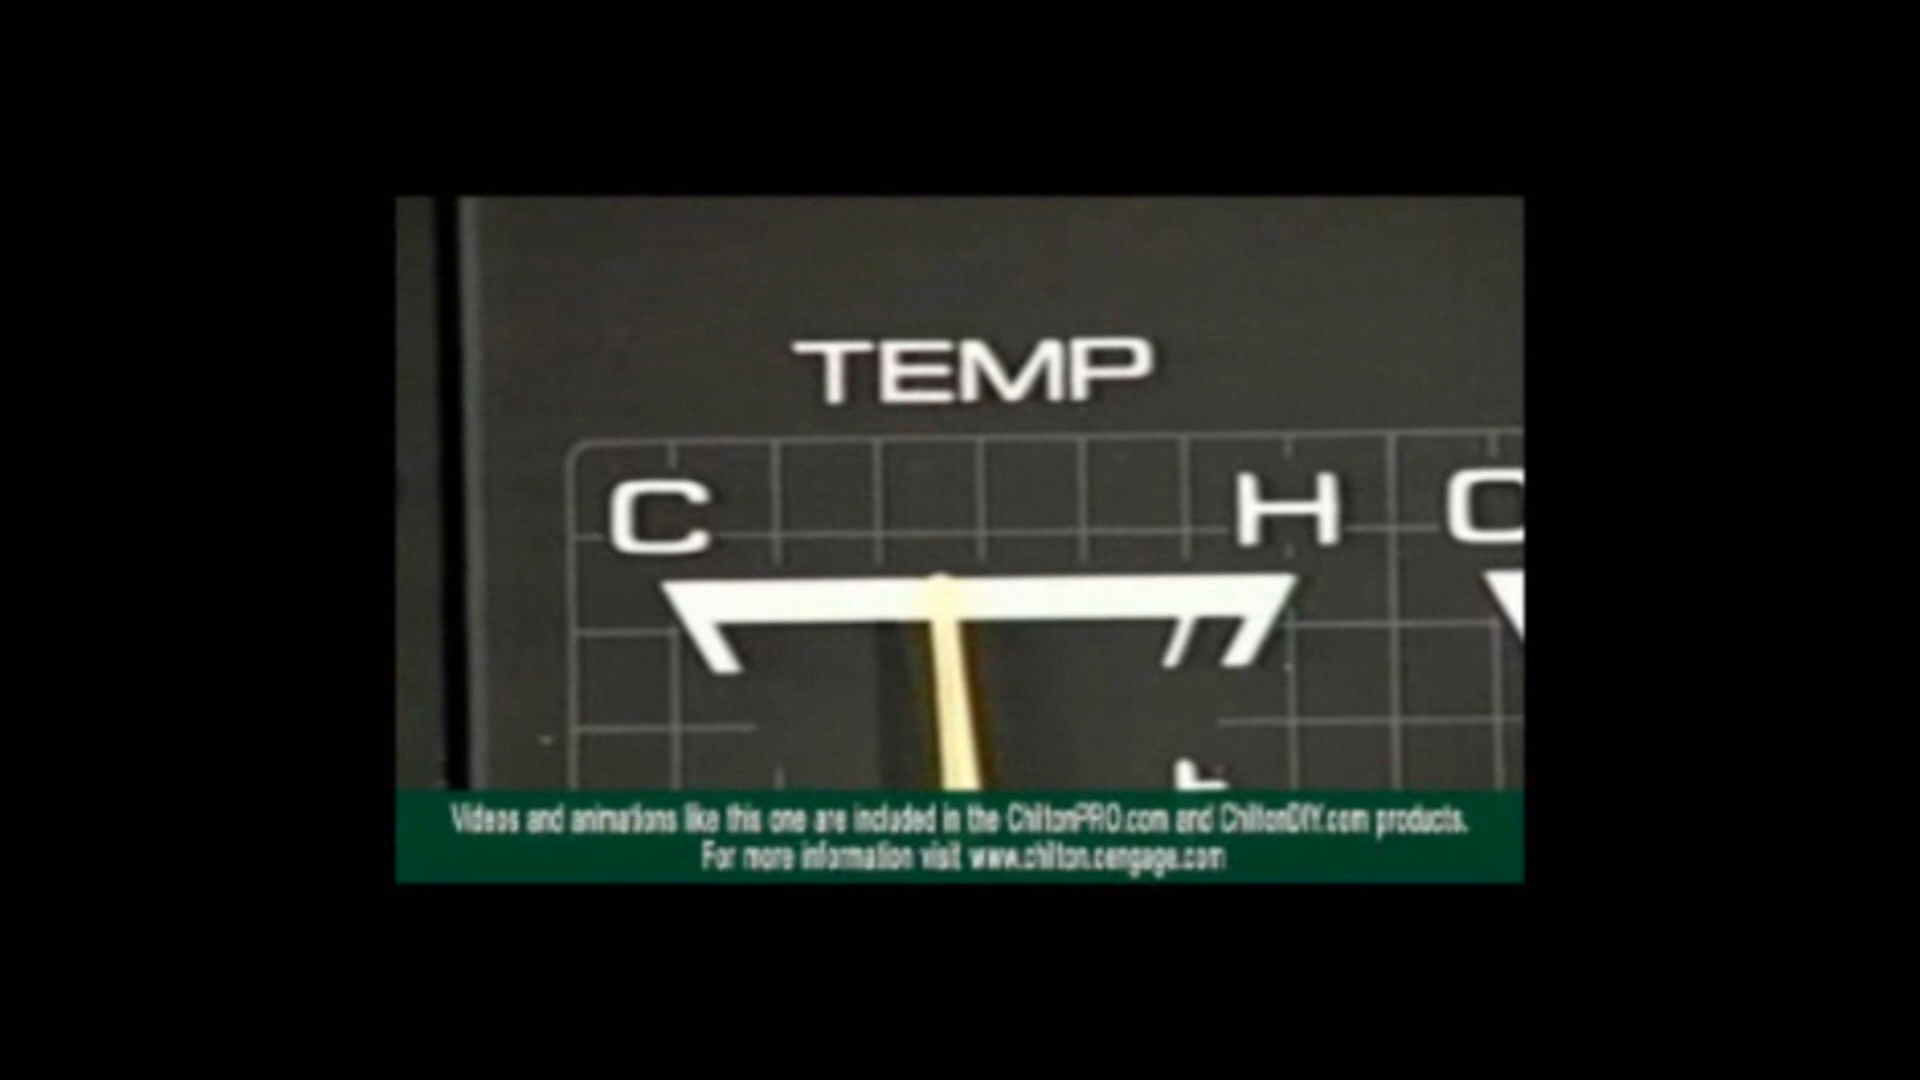 TEMP
C H
Videos and animations like this one are included in the ChiltonPRO.com and ChiltonDIY.com products.
For more information visit www.chilton.cengage.com